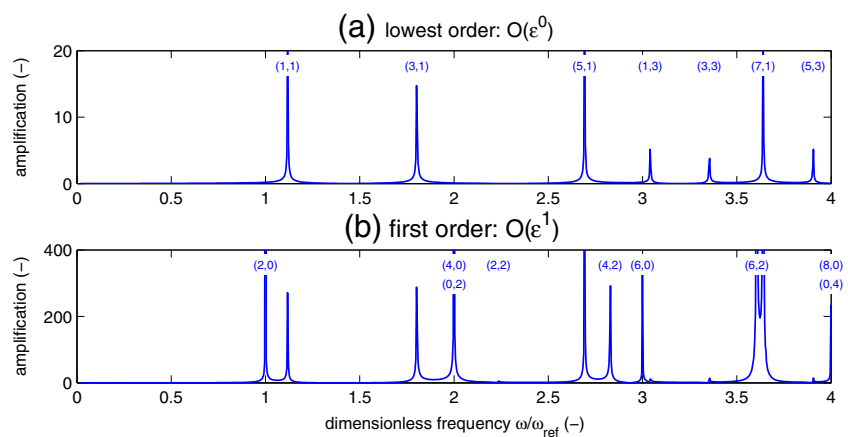 (a) lowest order: O(ε⁰)
amplification (−)
20
10
0
(1,1) (3,1) (5,1) (1,3) (3,3) (7,1) (5,3)
0 0.5 1 1.5 2 2.5 3 3.5 4
(b) first order: O(ε¹)
amplification (−)
400
200
0
(2,0) (4,0) (2,2) (4,2) (6,0) (6,2) (8,0)
(0,2) (0,4)
0 0.5 1 1.5 2 2.5 3 3.5 4
dimensionless frequency ω/ω_ref (−)